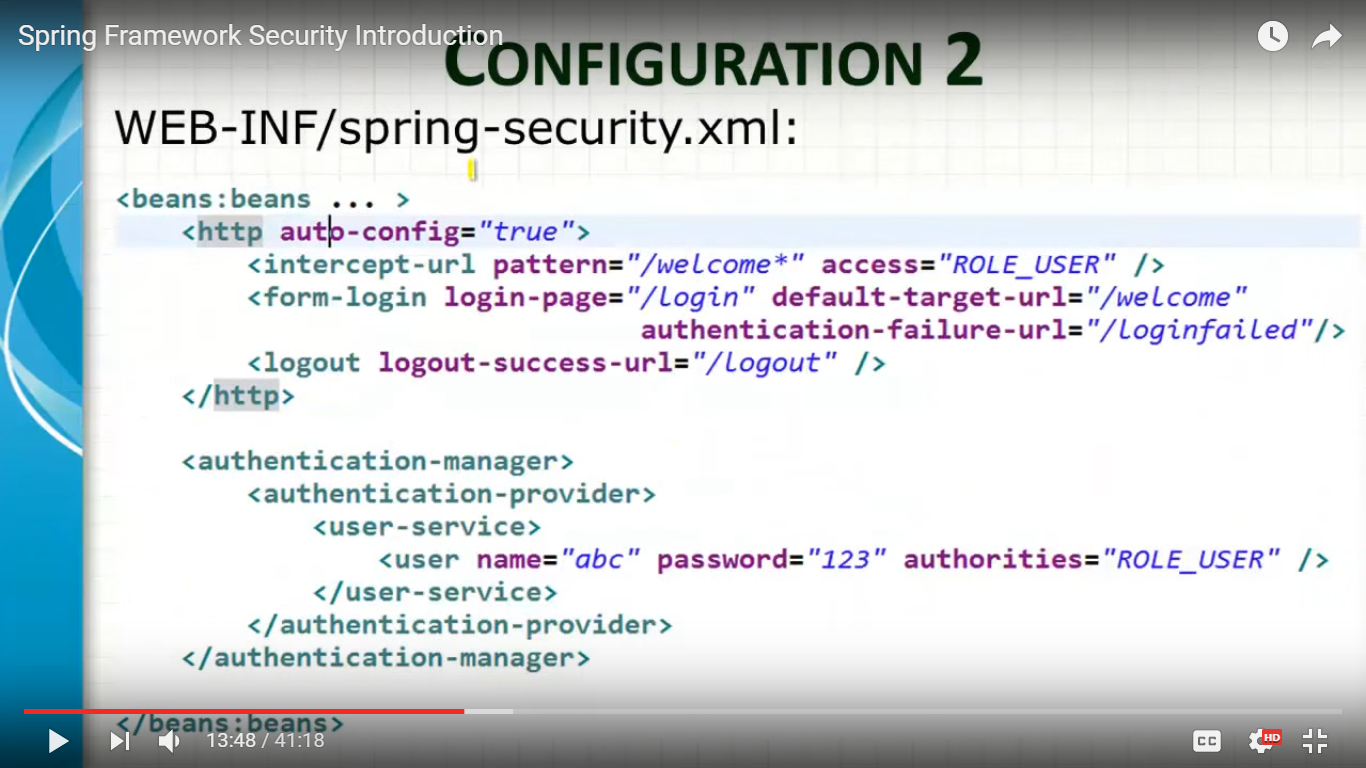 Spring Framework Security Introduction
CONFIGURATION 2
WEB-INF/spring-security.xml:
<beans:beans ... >
<http auto-config="true">
<intercept-url pattern="/welcome*" access="ROLE_USER" />
<form-login login-page="/login" default-target-url="/welcome"
authentication-failure-url="/loginfailed"/>
<logout logout-success-url="/logout" />
</http>
<authentication-manager>
<authentication-provider>
<user-service>
<user name="abc" password="123" authorities="ROLE_USER" />
</user-service>
</authentication-provider>
</authentication-manager>
</beans:beans>
13:48 / 41:18
CC
HD